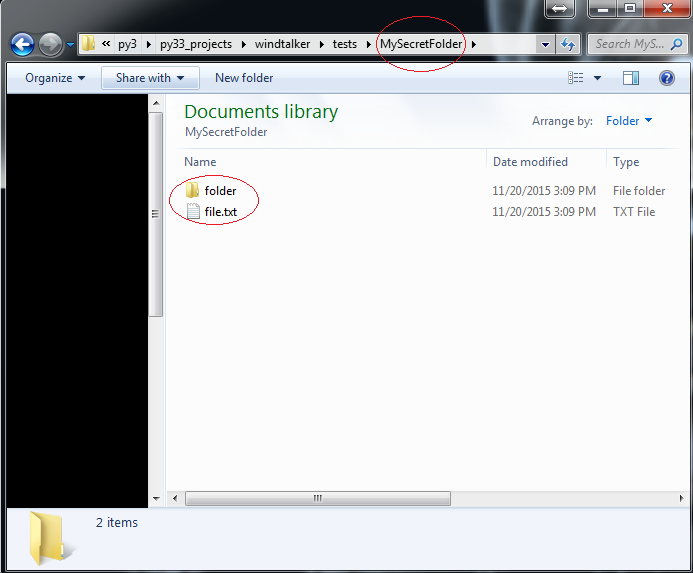 « py3 ▸ py33_projects ▸ windtalker ▸ tests ▸ MySecretFolder ▸ Search MyS...
Organize Share with New folder
Documents library
MySecretFolder
Arrange by: Folder
Name Date modified Type
folder 11/20/2015 3:09 PM File folder
file.txt 11/20/2015 3:09 PM TXT File
2 items